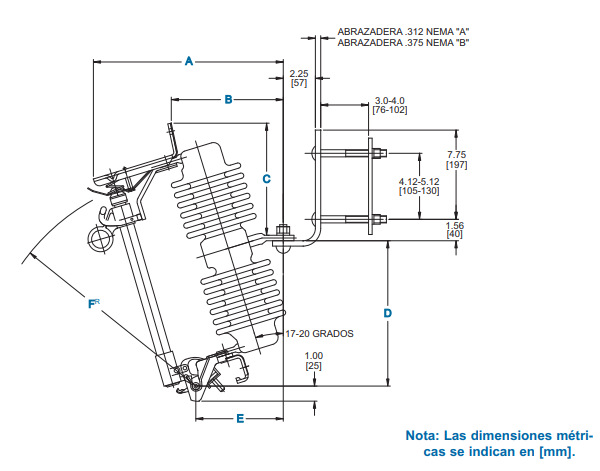 ABRAZADERA .312 NEMA "A"
ABRAZADERA .375 NEMA "B"
A
2.25
[57]
B
3.0-4.0
[76-102]
C
7.75
[197]
4.12-5.12
[105-130]
1.56
[40]
FR
D
17-20 GRADOS
1.00
[25]
E
Nota: Las dimensiones métri-
cas se indican en [mm].